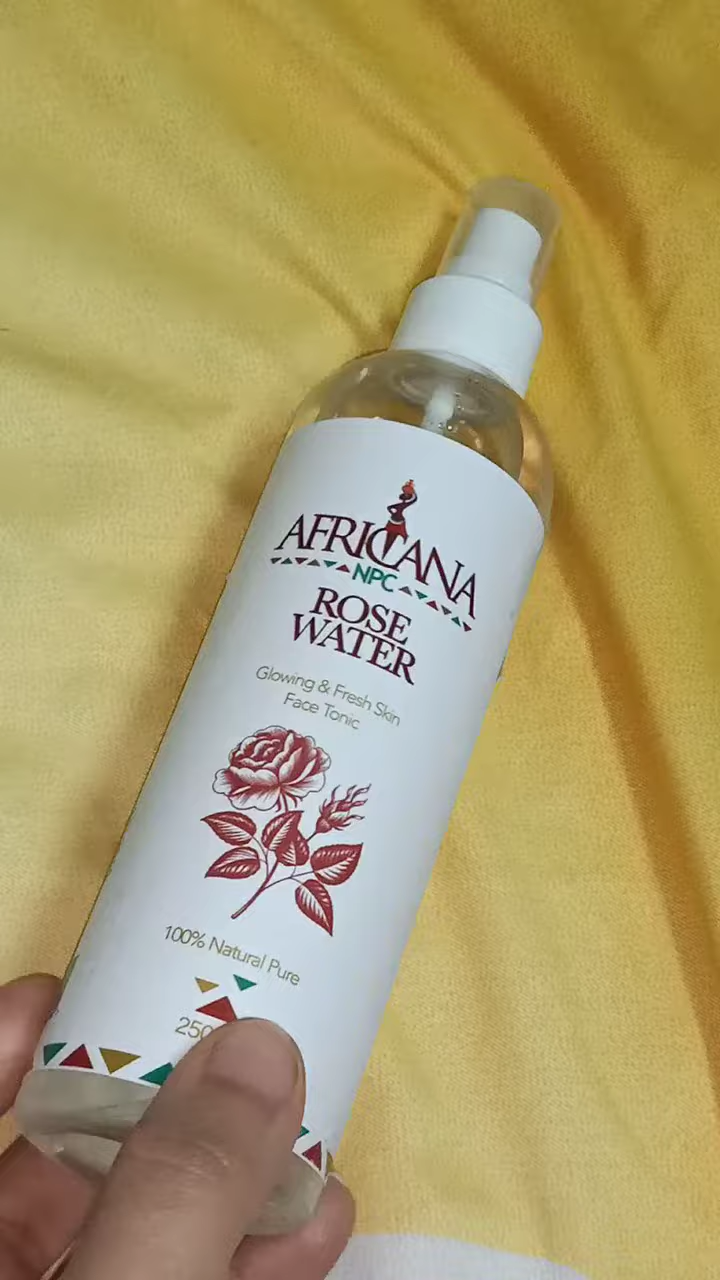 AFRICANA
NPC
ROSE
WATER
Glowing & Fresh Skin
Face Tonic
100% Natural Pure